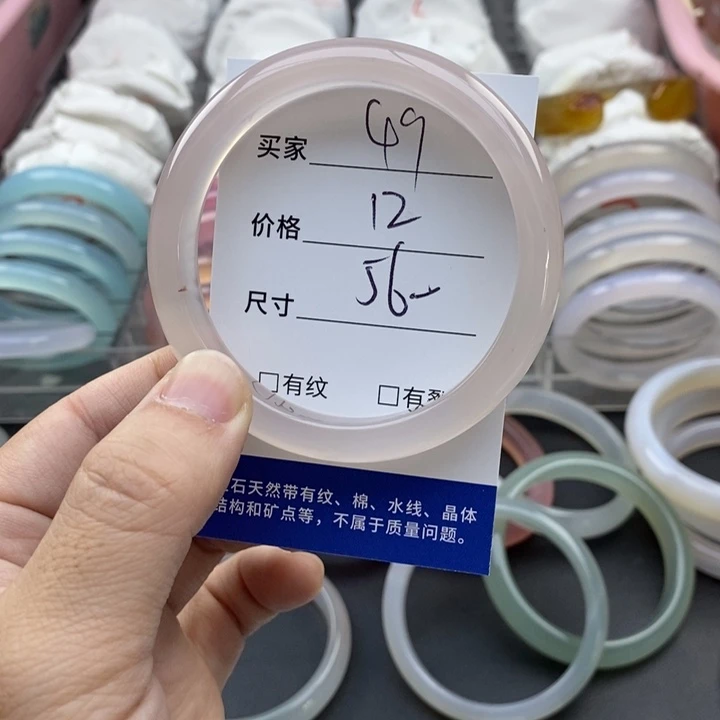 买家 49
价格 12
尺寸 56-
□有纹 □有裂
石天然带有纹、棉、水线、晶体
结构和矿点等，不属于质量问题。